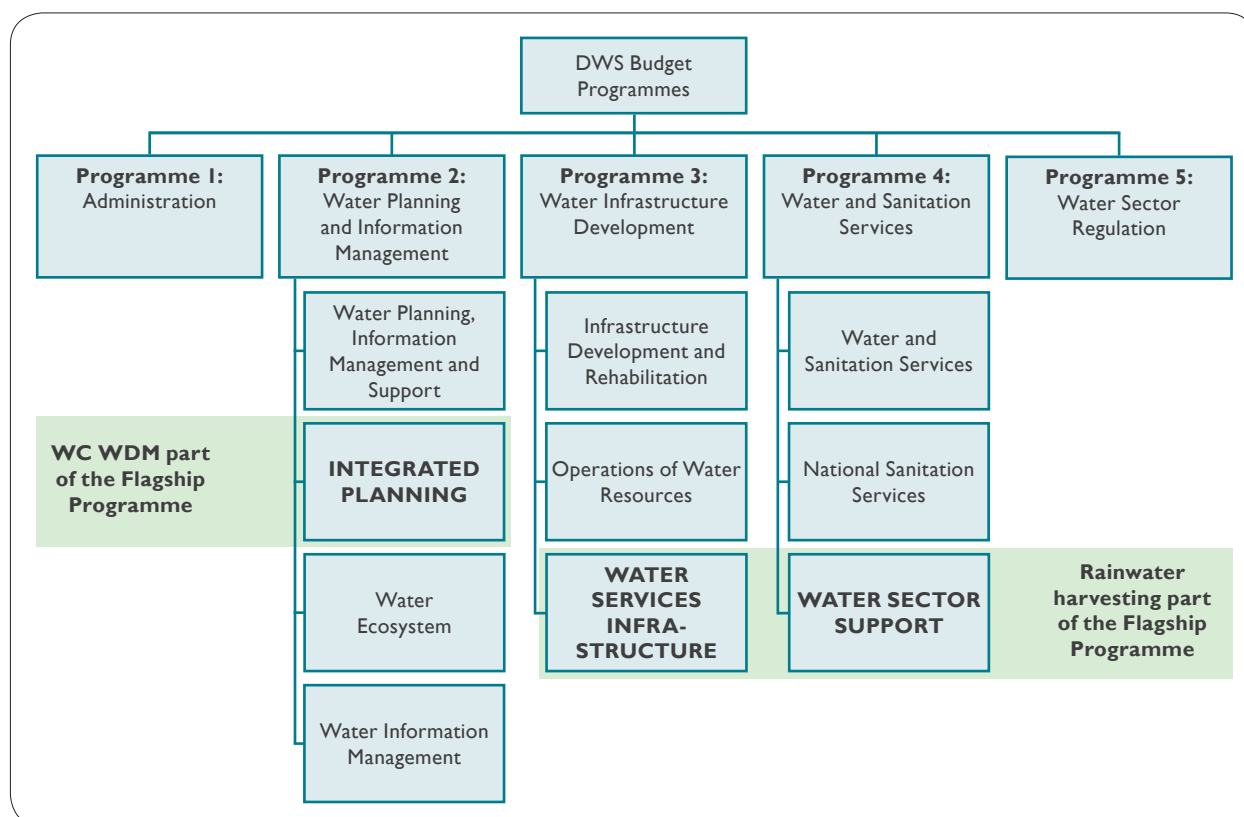 DWS Budget
Programmes
Programme 1:
Administration
Programme 2:
Water Planning
and Information
Management
Programme 3:
Water Infrastructure
Development
Programme 4:
Water and Sanitation
Services
Programme 5:
Water Sector
Regulation
Water Planning,
Information
Management and
Support
Infrastructure
Development and
Rehabilitation
Water and
Sanitation Services
WC WDM part
of the Flagship
Programme
INTEGRATED
PLANNING
Operations of Water
Resources
National Sanitation
Services
Water
Ecosystem
WATER
SERVICES
INFRA-
STRUCTURE
WATER SECTOR
SUPPORT
Rainwater
harvesting part
of the Flagship
Programme
Water Information
Management